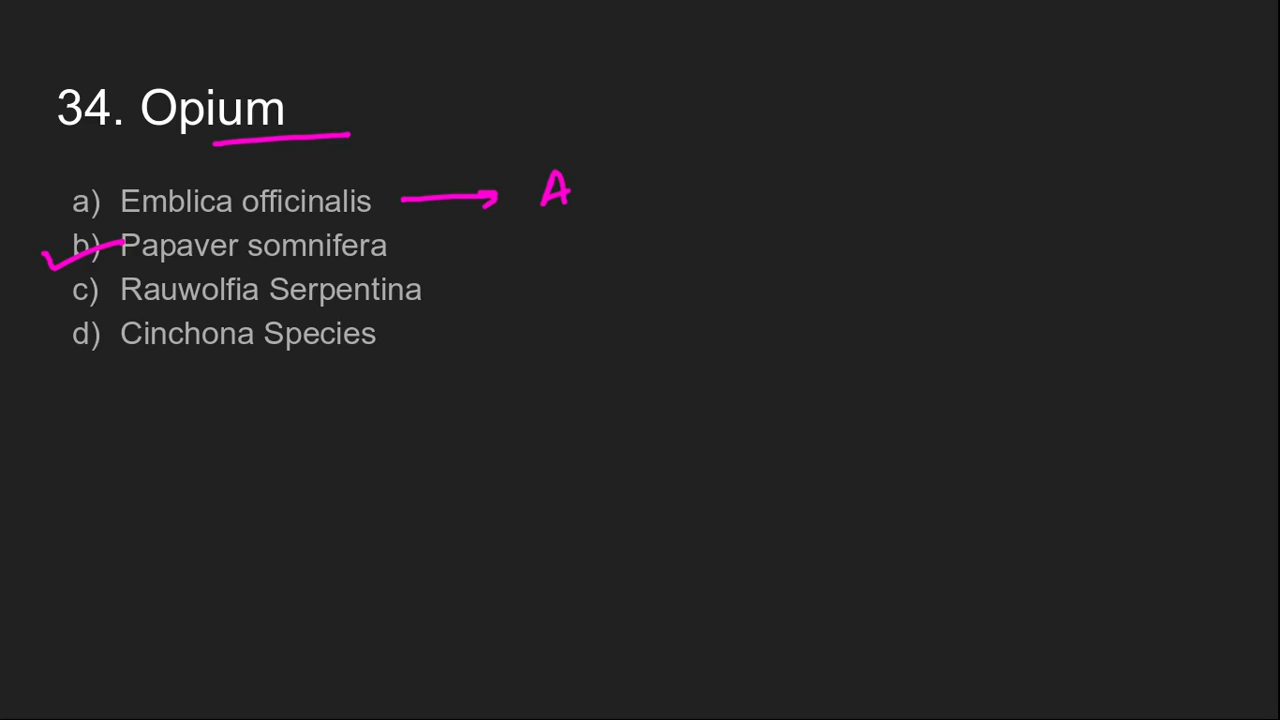 34. Opium
a) Emblica officinalis A
b) Papaver somnifera
c) Rauwolfia Serpentina
d) Cinchona Species